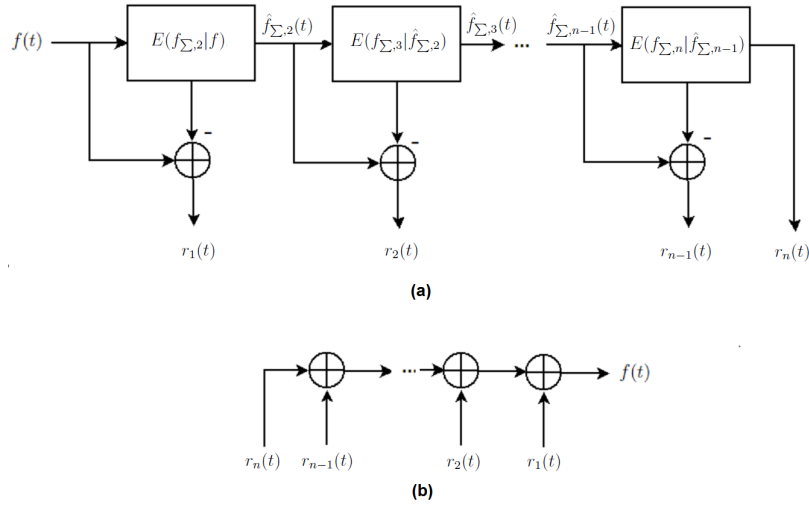 f(t) E(f_{∑,2}|f) \hat{f}_{∑,2}(t) E(f_{∑,3}|\hat{f}_{∑,2}) \hat{f}_{∑,3}(t) ... \hat{f}_{∑,n−1}(t) E(f_{∑,n}|\hat{f}_{∑,n−1})
- - -
r_1(t) r_2(t) r_{n−1}(t) r_n(t)
(a)
... f(t)
r_n(t) r_{n−1}(t) r_2(t) r_1(t)
(b)